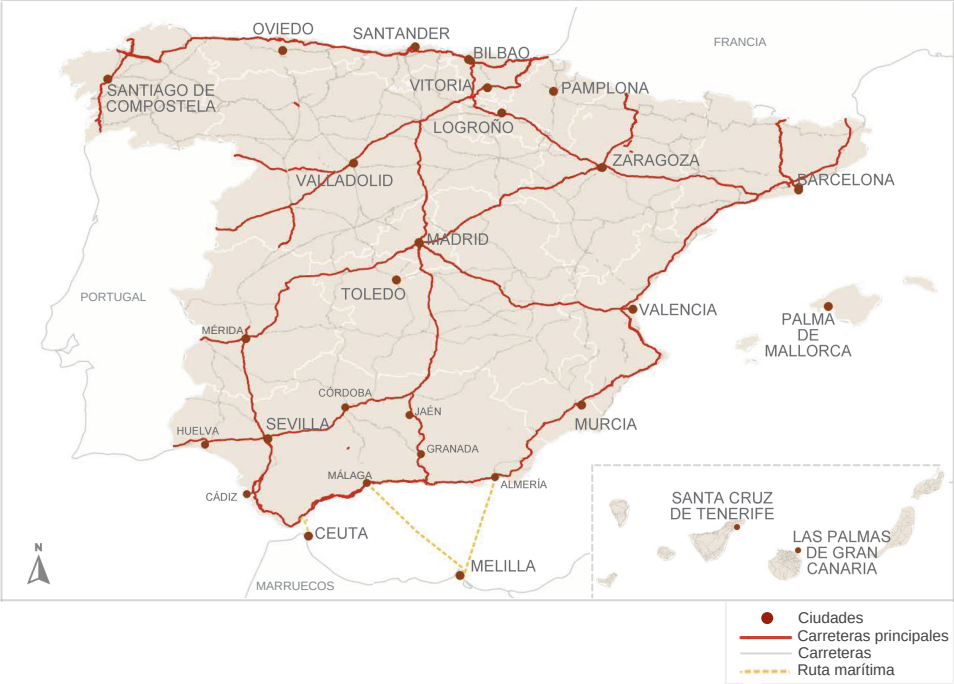 OVIEDO
SANTANDER
BILBAO
FRANCIA
VITORIA
PAMPLONA
SANTIAGO DE
COMPOSTELA
LOGROÑO
ZARAGOZA
VALLADOLID
BARCELONA
MADRID
TOLEDO
PORTUGAL
VALENCIA
PALMA
DE
MALLORCA
MÉRIDA
CÓRDOBA
JAÉN
SEVILLA
MURCIA
HUELVA
GRANADA
MÁLAGA
ALMERÍA
CÁDIZ
CEUTA
MELILLA
MARRUECOS
SANTA CRUZ
DE TENERIFE
LAS PALMAS
DE GRAN
CANARIA
N
Ciudades
Carreteras principales
Carreteras
Ruta marítima